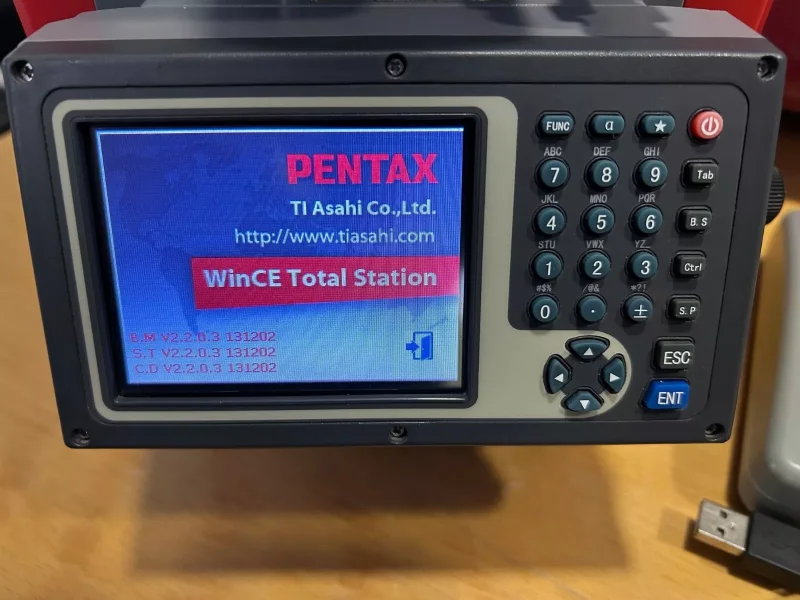 PENTAX
TI Asahi Co.,Ltd.
http://www.tiasahi.com
WinCE Total Station
B.M V2.2.0.3 131202
S.T V2.2.0.3 131202
C.D V2.2.0.3 131202
FUNC α ★
ABC DEF GHI
7 8 9 Tab
JKL MNO PQR
4 5 6 B.S
STU VWX YZ_
1 2 3 Ctrl
#$% /@& *?!
0 . ± S.P
ESC
ENT